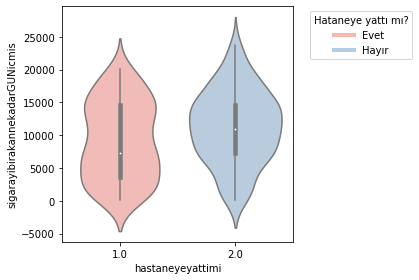 Hataneye yattı mı?
Evet
Hayır
sigarayibirakannekadarGUNicmis
25000
20000
15000
10000
5000
0
−5000
1.0
2.0
hastaneyeyattimi